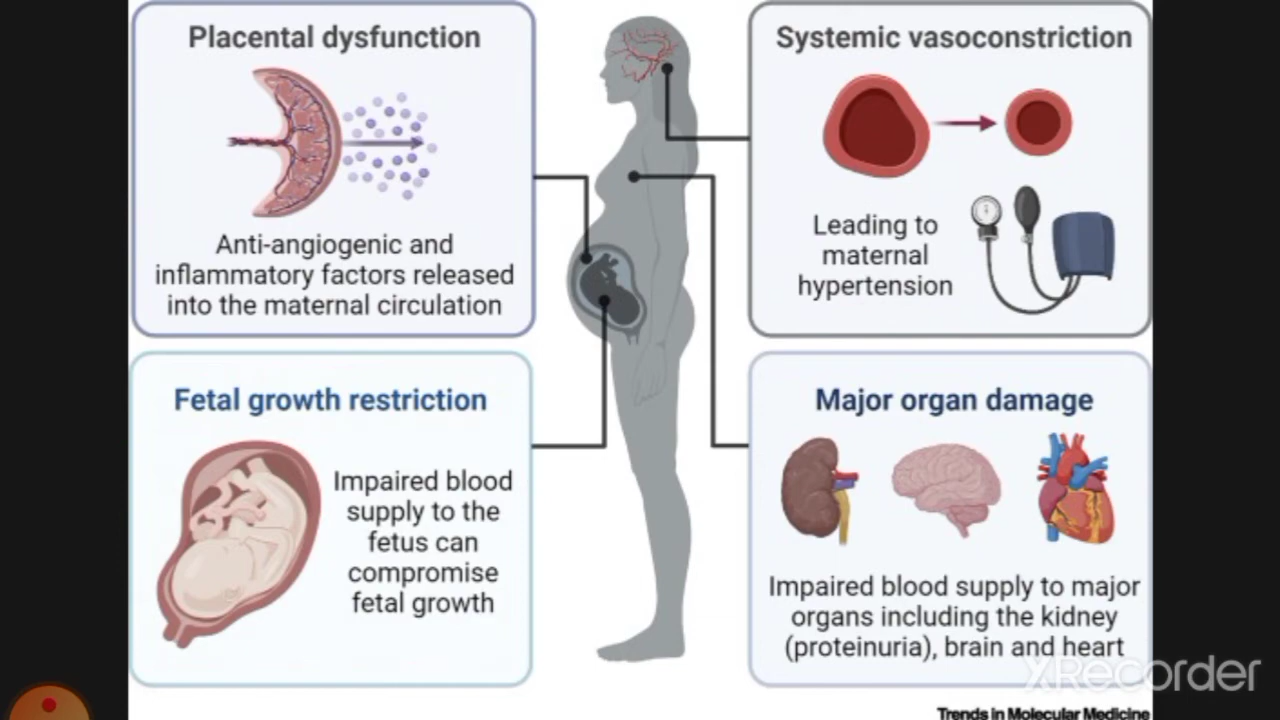 Placental dysfunction
Anti-angiogenic and
inflammatory factors released
into the maternal circulation
Systemic vasoconstriction
Leading to
maternal
hypertension
Fetal growth restriction
Impaired blood
supply to the
fetus can
compromise
fetal growth
Major organ damage
Impaired blood supply to major
organs including the kidney
(proteinuria), brain and heart
XRecorder
Trends in Molecular Medicine